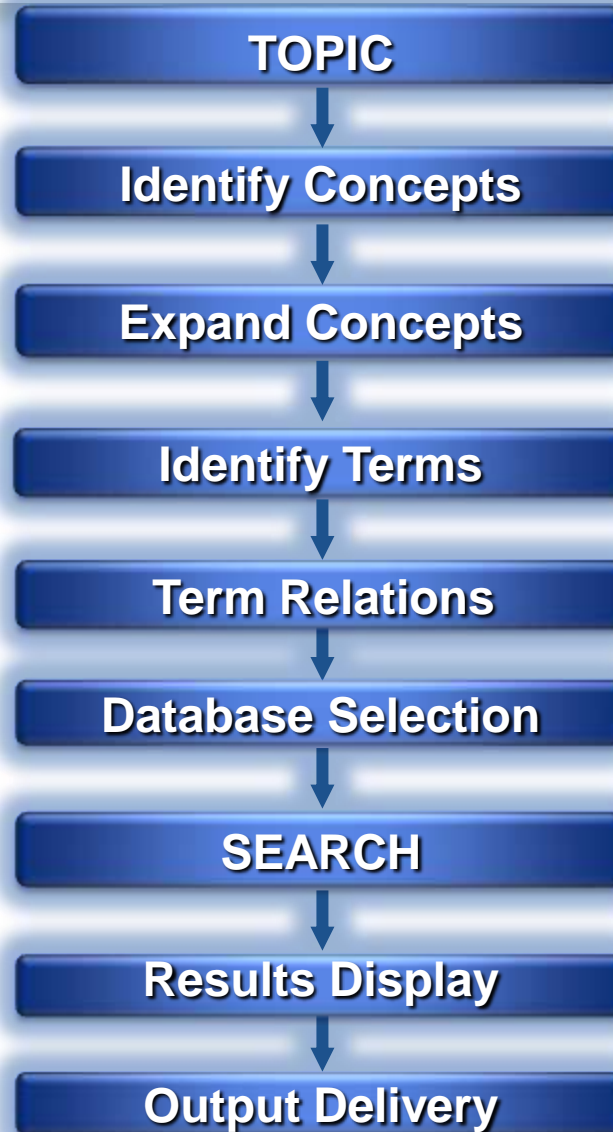 TOPIC
Identify Concepts
Expand Concepts
Identify Terms
Term Relations
Database Selection
SEARCH
Results Display
Output Delivery